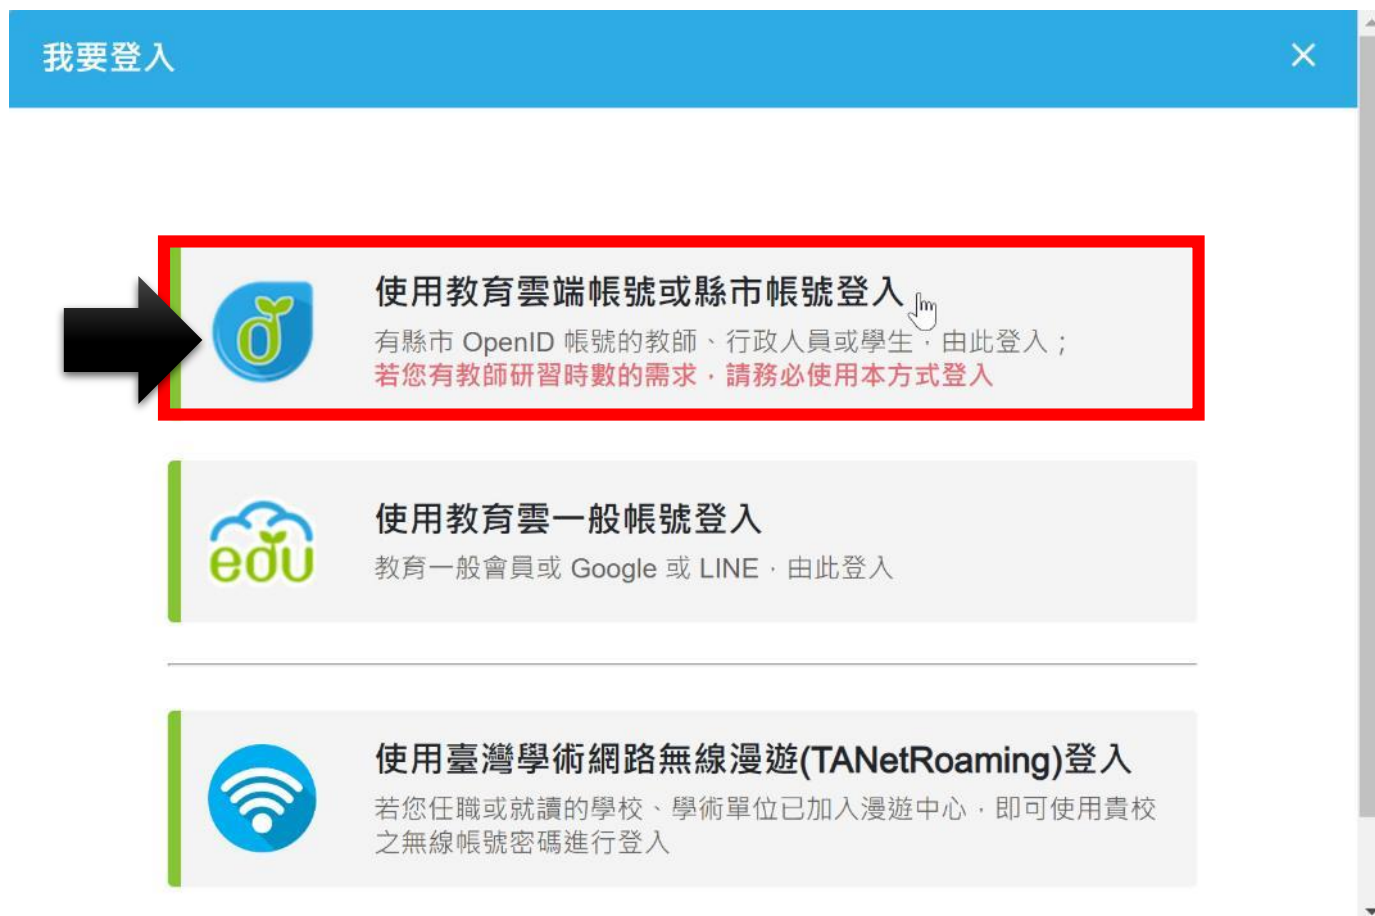 我要登入
使用教育雲端帳號或縣市帳號登入
有縣市 OpenID 帳號的教師、行政人員或學生，由此登入；
若您有教師研習時數的需求，請務必使用本方式登入
edu
使用教育雲一般帳號登入
教育一般會員或 Google 或 LINE，由此登入
使用臺灣學術網路無線漫遊(TANetRoaming)登入
若您任職或就讀的學校、學術單位已加入漫遊中心，即可使用貴校
之無線帳號密碼進行登入